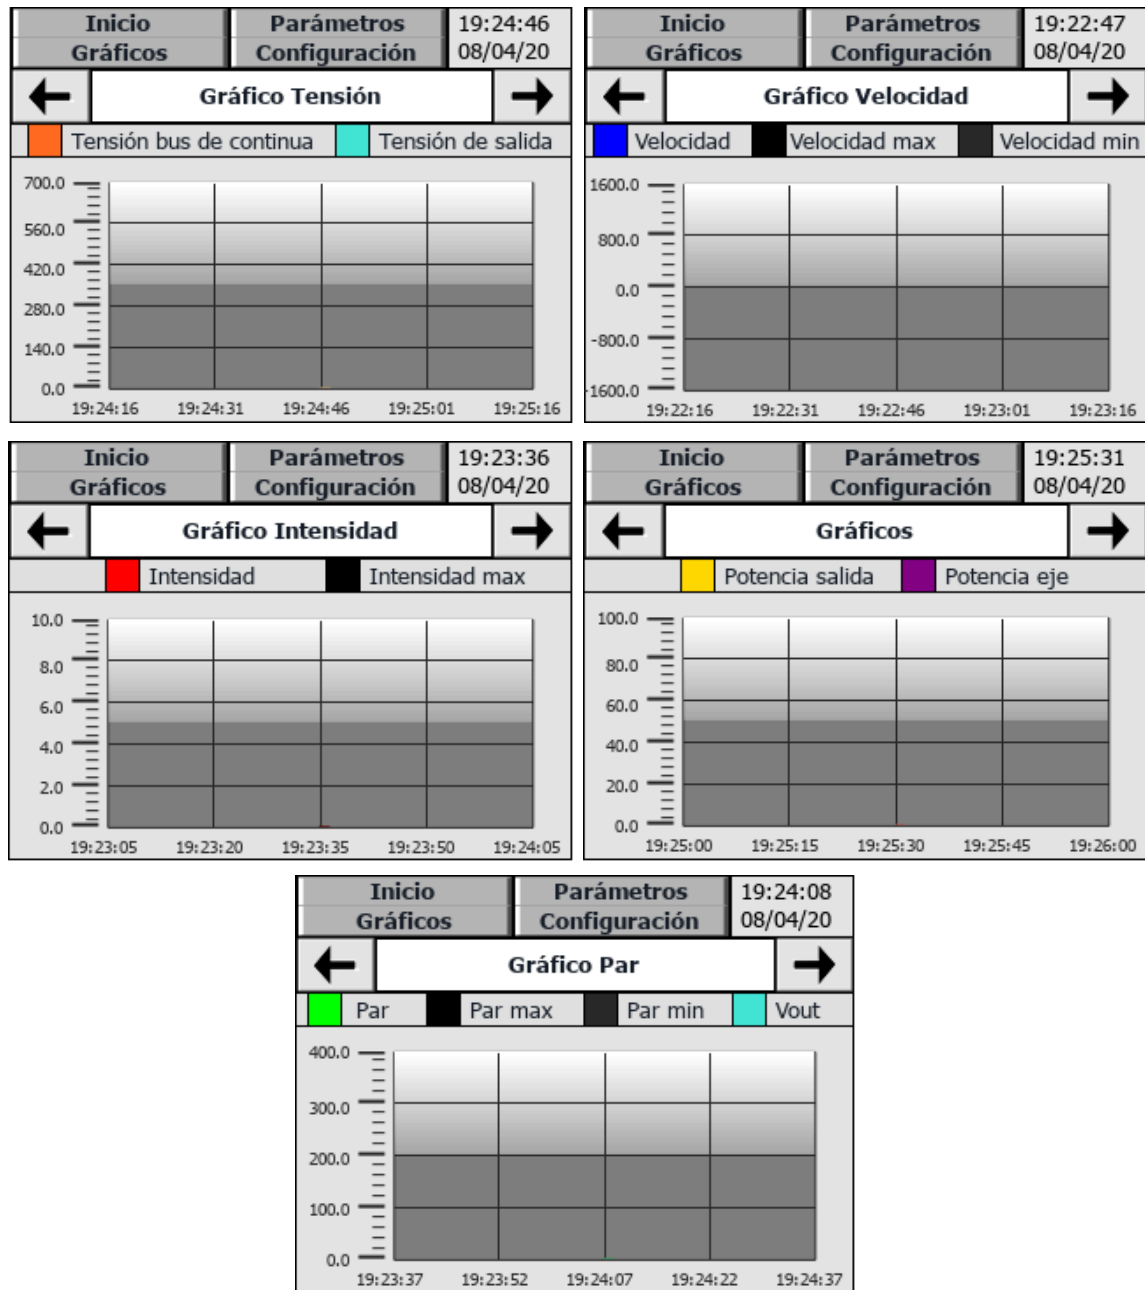 Inicio Parámetros 19:24:46
Gráficos Configuración 08/04/20
Gráfico Tensión
Tensión bus de continua Tensión de salida
700.0
560.0
420.0
280.0
140.0
0.0
19:24:16 19:24:31 19:24:46 19:25:01 19:25:16
Inicio Parámetros 19:22:47
Gráficos Configuración 08/04/20
Gráfico Velocidad
Velocidad Velocidad max Velocidad min
1600.0
800.0
0.0
-800.0
-1600.0
19:22:16 19:22:31 19:22:46 19:23:01 19:23:16
Inicio Parámetros 19:23:36
Gráficos Configuración 08/04/20
Gráfico Intensidad
Intensidad Intensidad max
10.0
8.0
6.0
4.0
2.0
0.0
19:23:05 19:23:20 19:23:35 19:23:50 19:24:05
Inicio Parámetros 19:25:31
Gráficos Configuración 08/04/20
Gráficos
Potencia salida Potencia eje
100.0
80.0
60.0
40.0
20.0
0.0
19:25:00 19:25:15 19:25:30 19:25:45 19:26:00
Inicio Parámetros 19:24:08
Gráficos Configuración 08/04/20
Gráfico Par
Par Par max Par min Vout
400.0
300.0
200.0
100.0
0.0
19:23:37 19:23:52 19:24:07 19:24:22 19:24:37